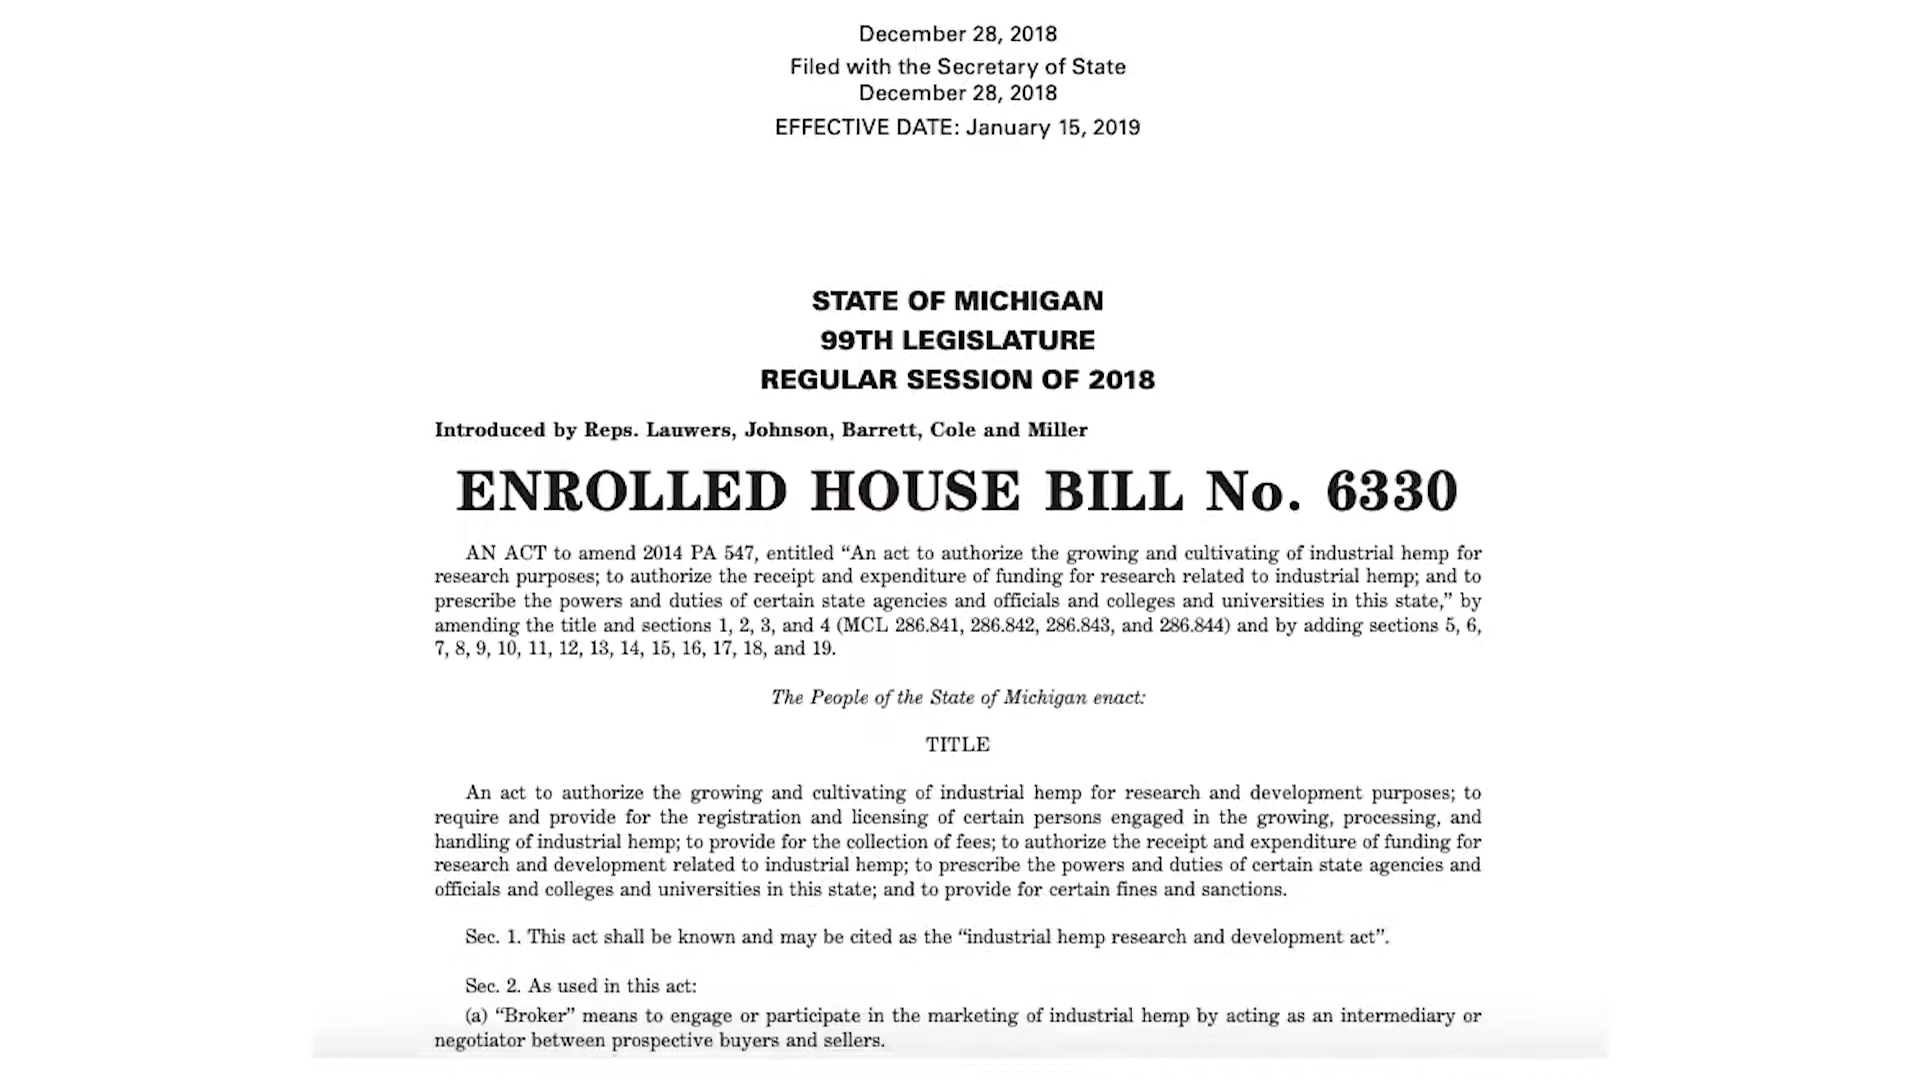 December 28, 2018
Filed with the Secretary of State
December 28, 2018
EFFECTIVE DATE: January 15, 2019
STATE OF MICHIGAN
99TH LEGISLATURE
REGULAR SESSION OF 2018
Introduced by Reps. Lauwers, Johnson, Barrett, Cole and Miller
ENROLLED HOUSE BILL No. 6330
AN ACT to amend 2014 PA 547, entitled “An act to authorize the growing and cultivating of industrial hemp for
research purposes; to authorize the receipt and expenditure of funding for research related to industrial hemp; and to
prescribe the powers and duties of certain state agencies and officials and colleges and universities in this state,” by
amending the title and sections 1, 2, 3, and 4 (MCL 286.841, 286.842, 286.843, and 286.844) and by adding sections 5, 6,
7, 8, 9, 10, 11, 12, 13, 14, 15, 16, 17, 18, and 19.
The People of the State of Michigan enact:
TITLE
An act to authorize the growing and cultivating of industrial hemp for research and development purposes; to
require and provide for the registration and licensing of certain persons engaged in the growing, processing, and
handling of industrial hemp; to provide for the collection of fees; to authorize the receipt and expenditure of funding for
research and development related to industrial hemp; to prescribe the powers and duties of certain state agencies and
officials and colleges and universities in this state; and to provide for certain fines and sanctions.
Sec. 1. This act shall be known and may be cited as the “industrial hemp research and development act”.
Sec. 2. As used in this act:
(a) “Broker” means to engage or participate in the marketing of industrial hemp by acting as an intermediary or
negotiator between prospective buyers and sellers.